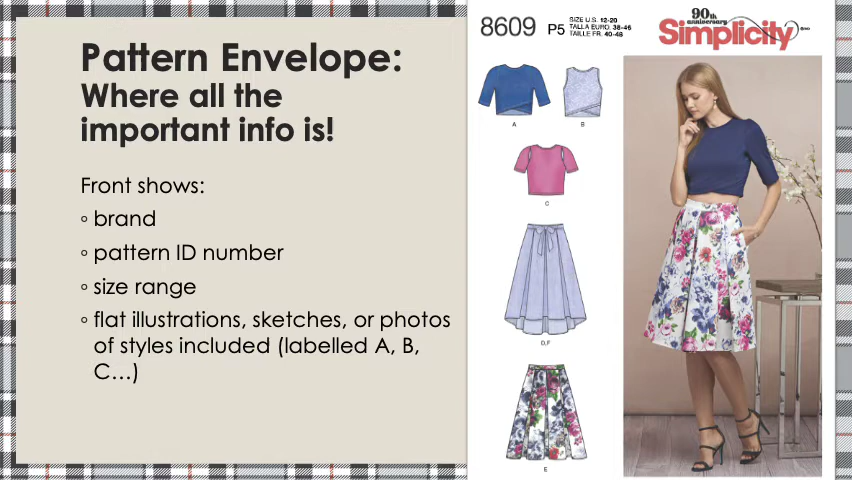 Pattern Envelope:
Where all the
important info is!
Front shows:
◦ brand
◦ pattern ID number
◦ size range
◦ flat illustrations, sketches, or photos
of styles included (labelled A, B,
C…)
8609 P5
SIZE U.S. 12-20
TALLA EURO. 38-46
TAILLE FR. 40-48
90th
anniversary
Simplicity
A
B
C
D,F
E